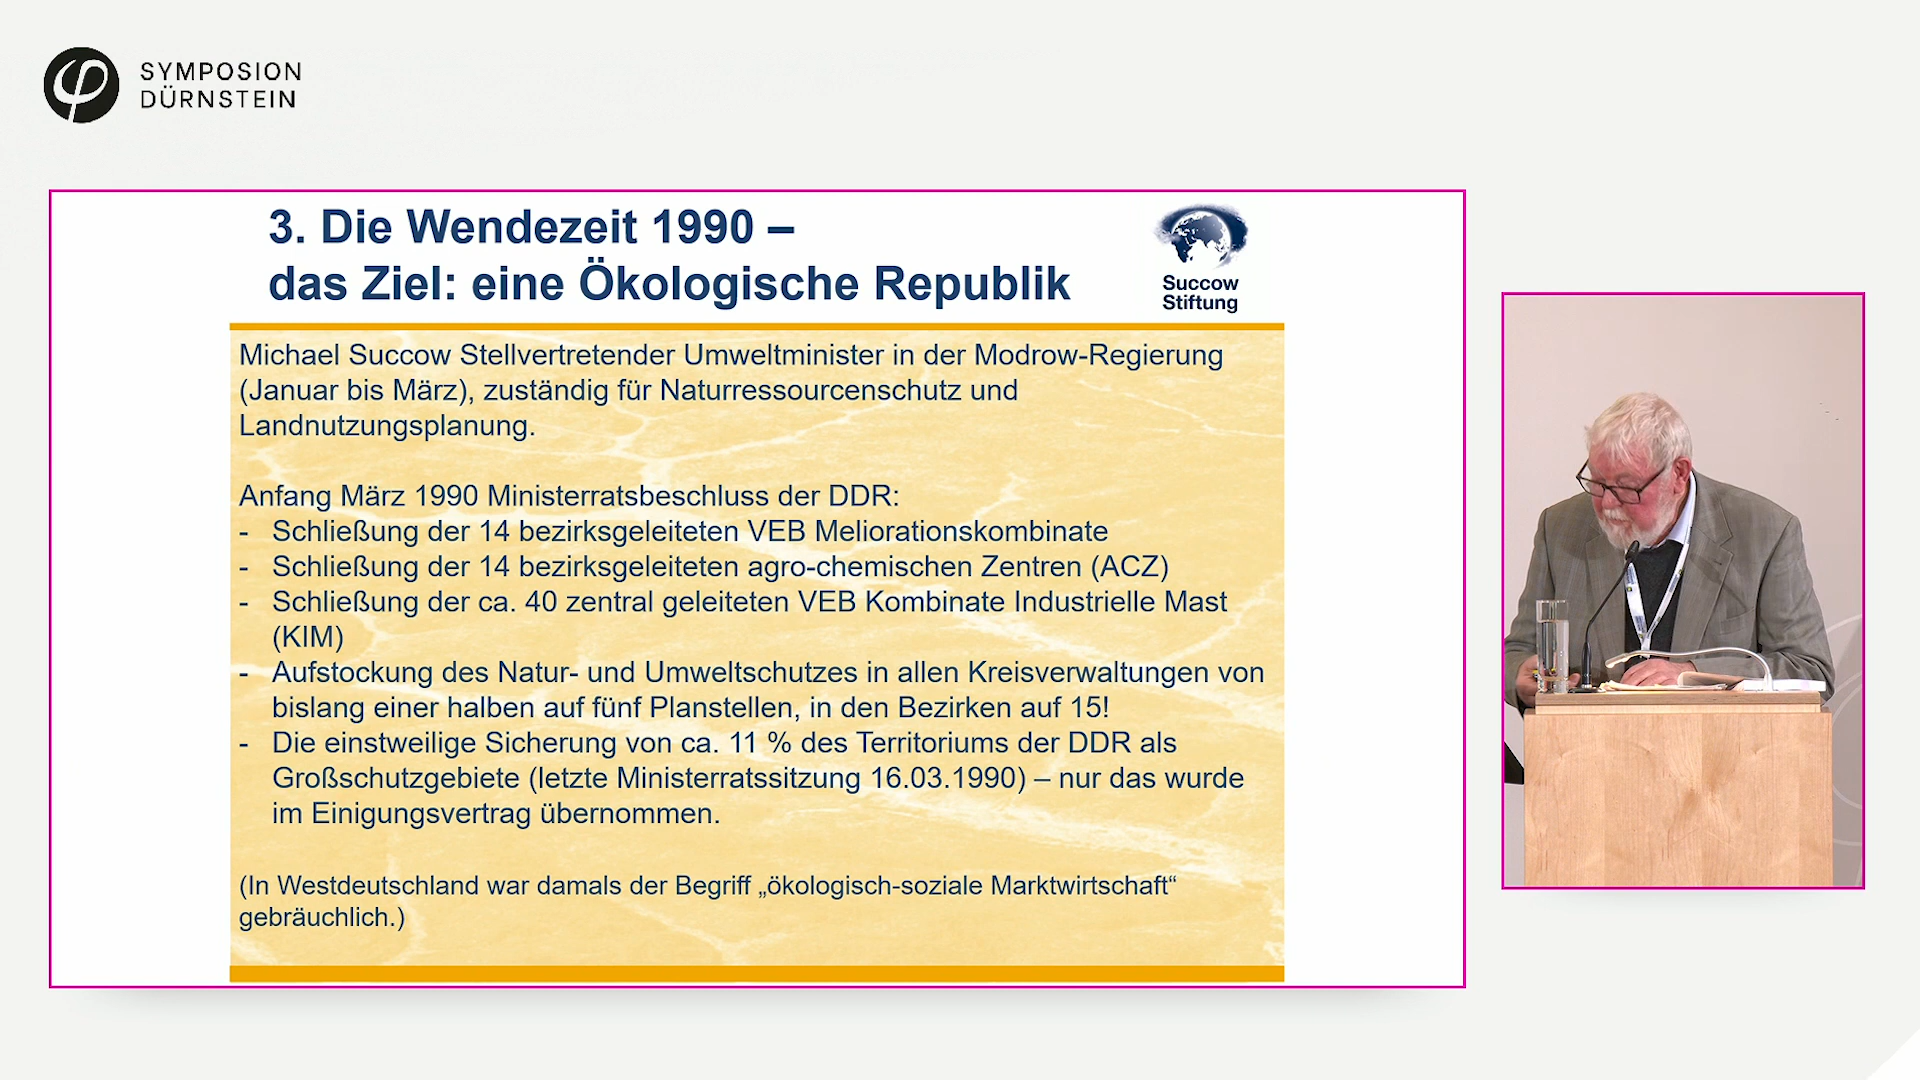 SYMPOSION
DÜRNSTEIN
3. Die Wendezeit 1990 –
das Ziel: eine Ökologische Republik
Succow
Stiftung
Michael Succow Stellvertretender Umweltminister in der Modrow-Regierung
(Januar bis März), zuständig für Naturressourcenschutz und
Landnutzungsplanung.
Anfang März 1990 Ministerratsbeschluss der DDR:
- Schließung der 14 bezirksgeleiteten VEB Meliorationskombinate
- Schließung der 14 bezirksgeleiteten agro-chemischen Zentren (ACZ)
- Schließung der ca. 40 zentral geleiteten VEB Kombinate Industrielle Mast
(KIM)
- Aufstockung des Natur- und Umweltschutzes in allen Kreisverwaltungen von
bislang einer halben auf fünf Planstellen, in den Bezirken auf 15!
- Die einstweilige Sicherung von ca. 11 % des Territoriums der DDR als
Großschutzgebiete (letzte Ministerratssitzung 16.03.1990) – nur das wurde
im Einigungsvertrag übernommen.
(In Westdeutschland war damals der Begriff „ökologisch-soziale Marktwirtschaft“
gebräuchlich.)